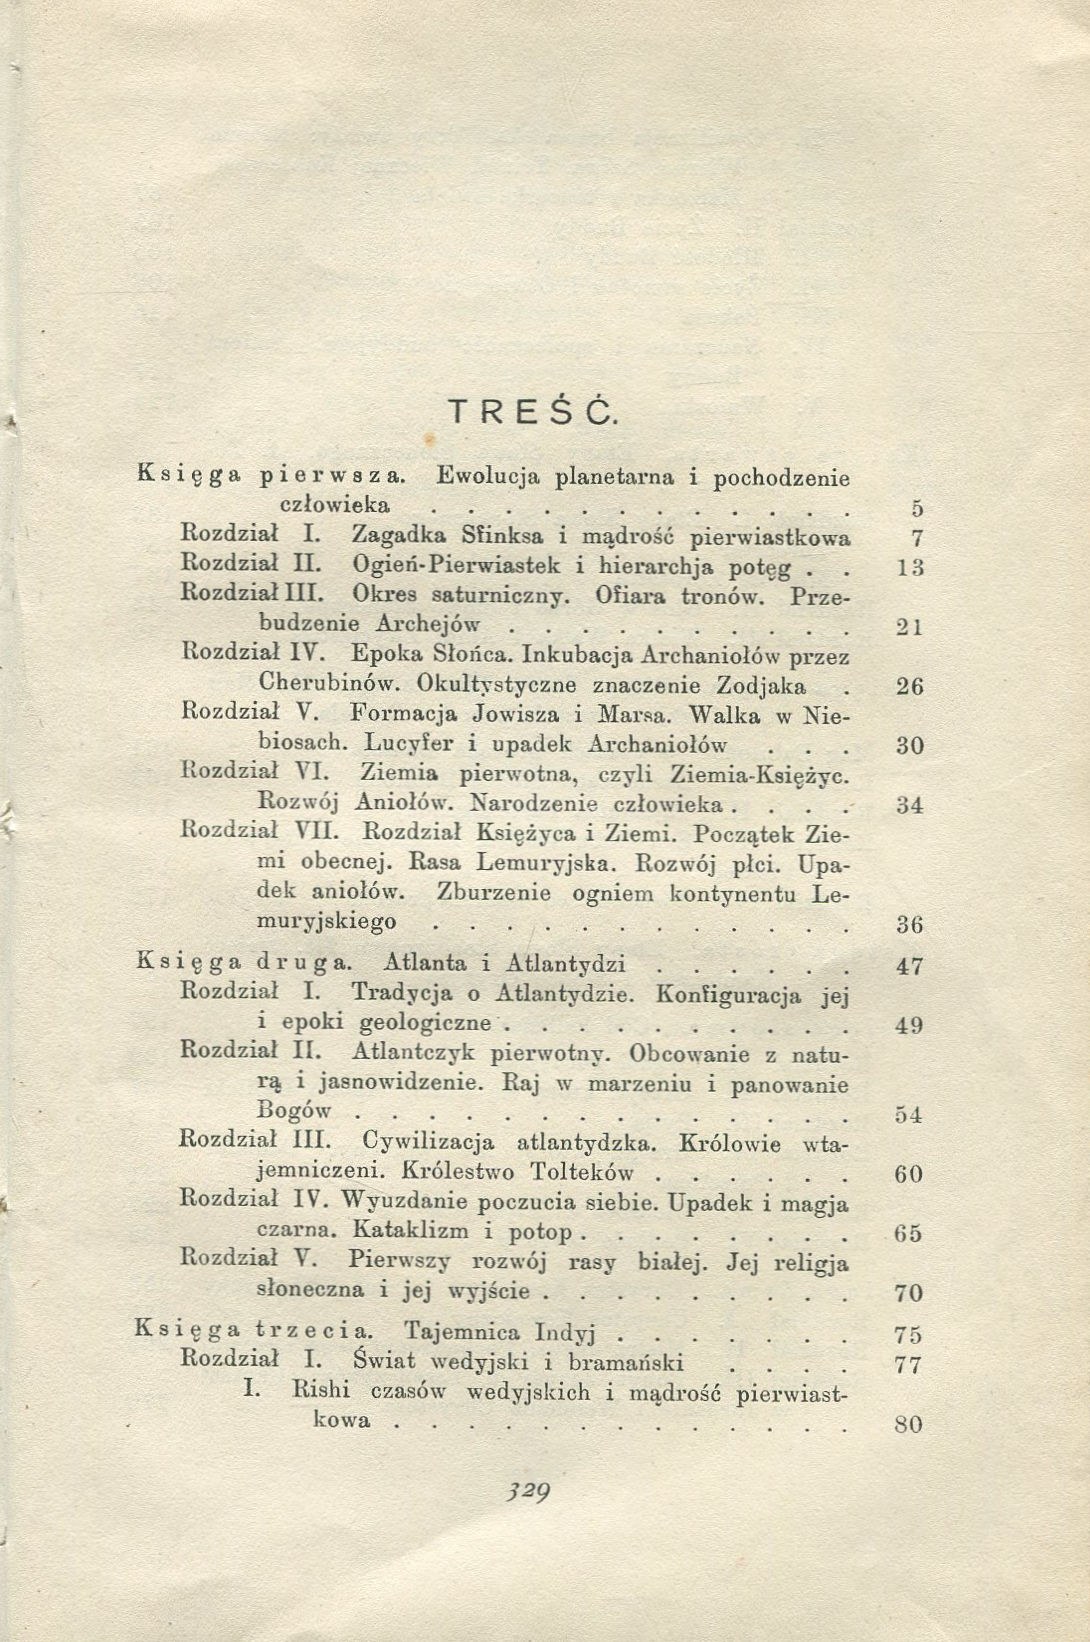 TREŚĆ.
Księga pierwsza. Ewolucja planetarna i pochodzenie
człowieka . . . . . . . . . . . . 5
Rozdział I. Zagadka Sfinksa i mądrość pierwiastkowa 7
Rozdział II. Ogień-Pierwiastek i hierarchja potęg . . 13
Rozdział III. Okres saturniczny. Ofiara tronów. Prze-
budzenie Archejów . . . . . . . . . . 21
Rozdział IV. Epoka Słońca. Inkubacja Archaniołów przez
Cherubinów. Okultystyczne znaczenie Zodjaka . 26
Rozdział V. Formacja Jowisza i Marsa. Walka w Nie-
biosach. Lucyfer i upadek Archaniołów . . . 30
Rozdział VI. Ziemia pierwotna, czyli Ziemia-Księżyc.
Rozwój Aniołów. Narodzenie człowieka . . . . 34
Rozdział VII. Rozdział Księżyca i Ziemi. Początek Zie-
mi obecnej. Rasa Lemuryjska. Rozwój płci. Upa-
dek aniołów. Zburzenie ogniem kontynentu Le-
muryjskiego . . . . . . . . . . . . 36
Księga druga. Atlanta i Atlantydzi . . . . . . 47
Rozdział I. Tradycja o Atlantydzie. Konfiguracja jej
i epoki geologiczne . . . . . . . . . . 49
Rozdział II. Atlantczyk pierwotny. Obcowanie z natu-
rą i jasnowidzenie. Raj w marzeniu i panowanie
Bogów . . . . . . . . . . . . . . 54
Rozdział III. Cywilizacja atlantydzka. Królowie wta-
jemniczeni. Królestwo Tolteków . . . . . . 60
Rozdział IV. Wyuzdanie poczucia siebie. Upadek i magja
czarna. Kataklizm i potop . . . . . . . . 65
Rozdział V. Pierwszy rozwój rasy białej. Jej religja
słoneczna i jej wyjście . . . . . . . . . 70
Księga trzecia. Tajemnica Indyj . . . . . . . 75
Rozdział I. Świat wedyjski i bramański . . . . 77
I. Rishi czasów wedyjskich i mądrość pierwiast-
kowa . . . . . . . . . . . . . 80
329